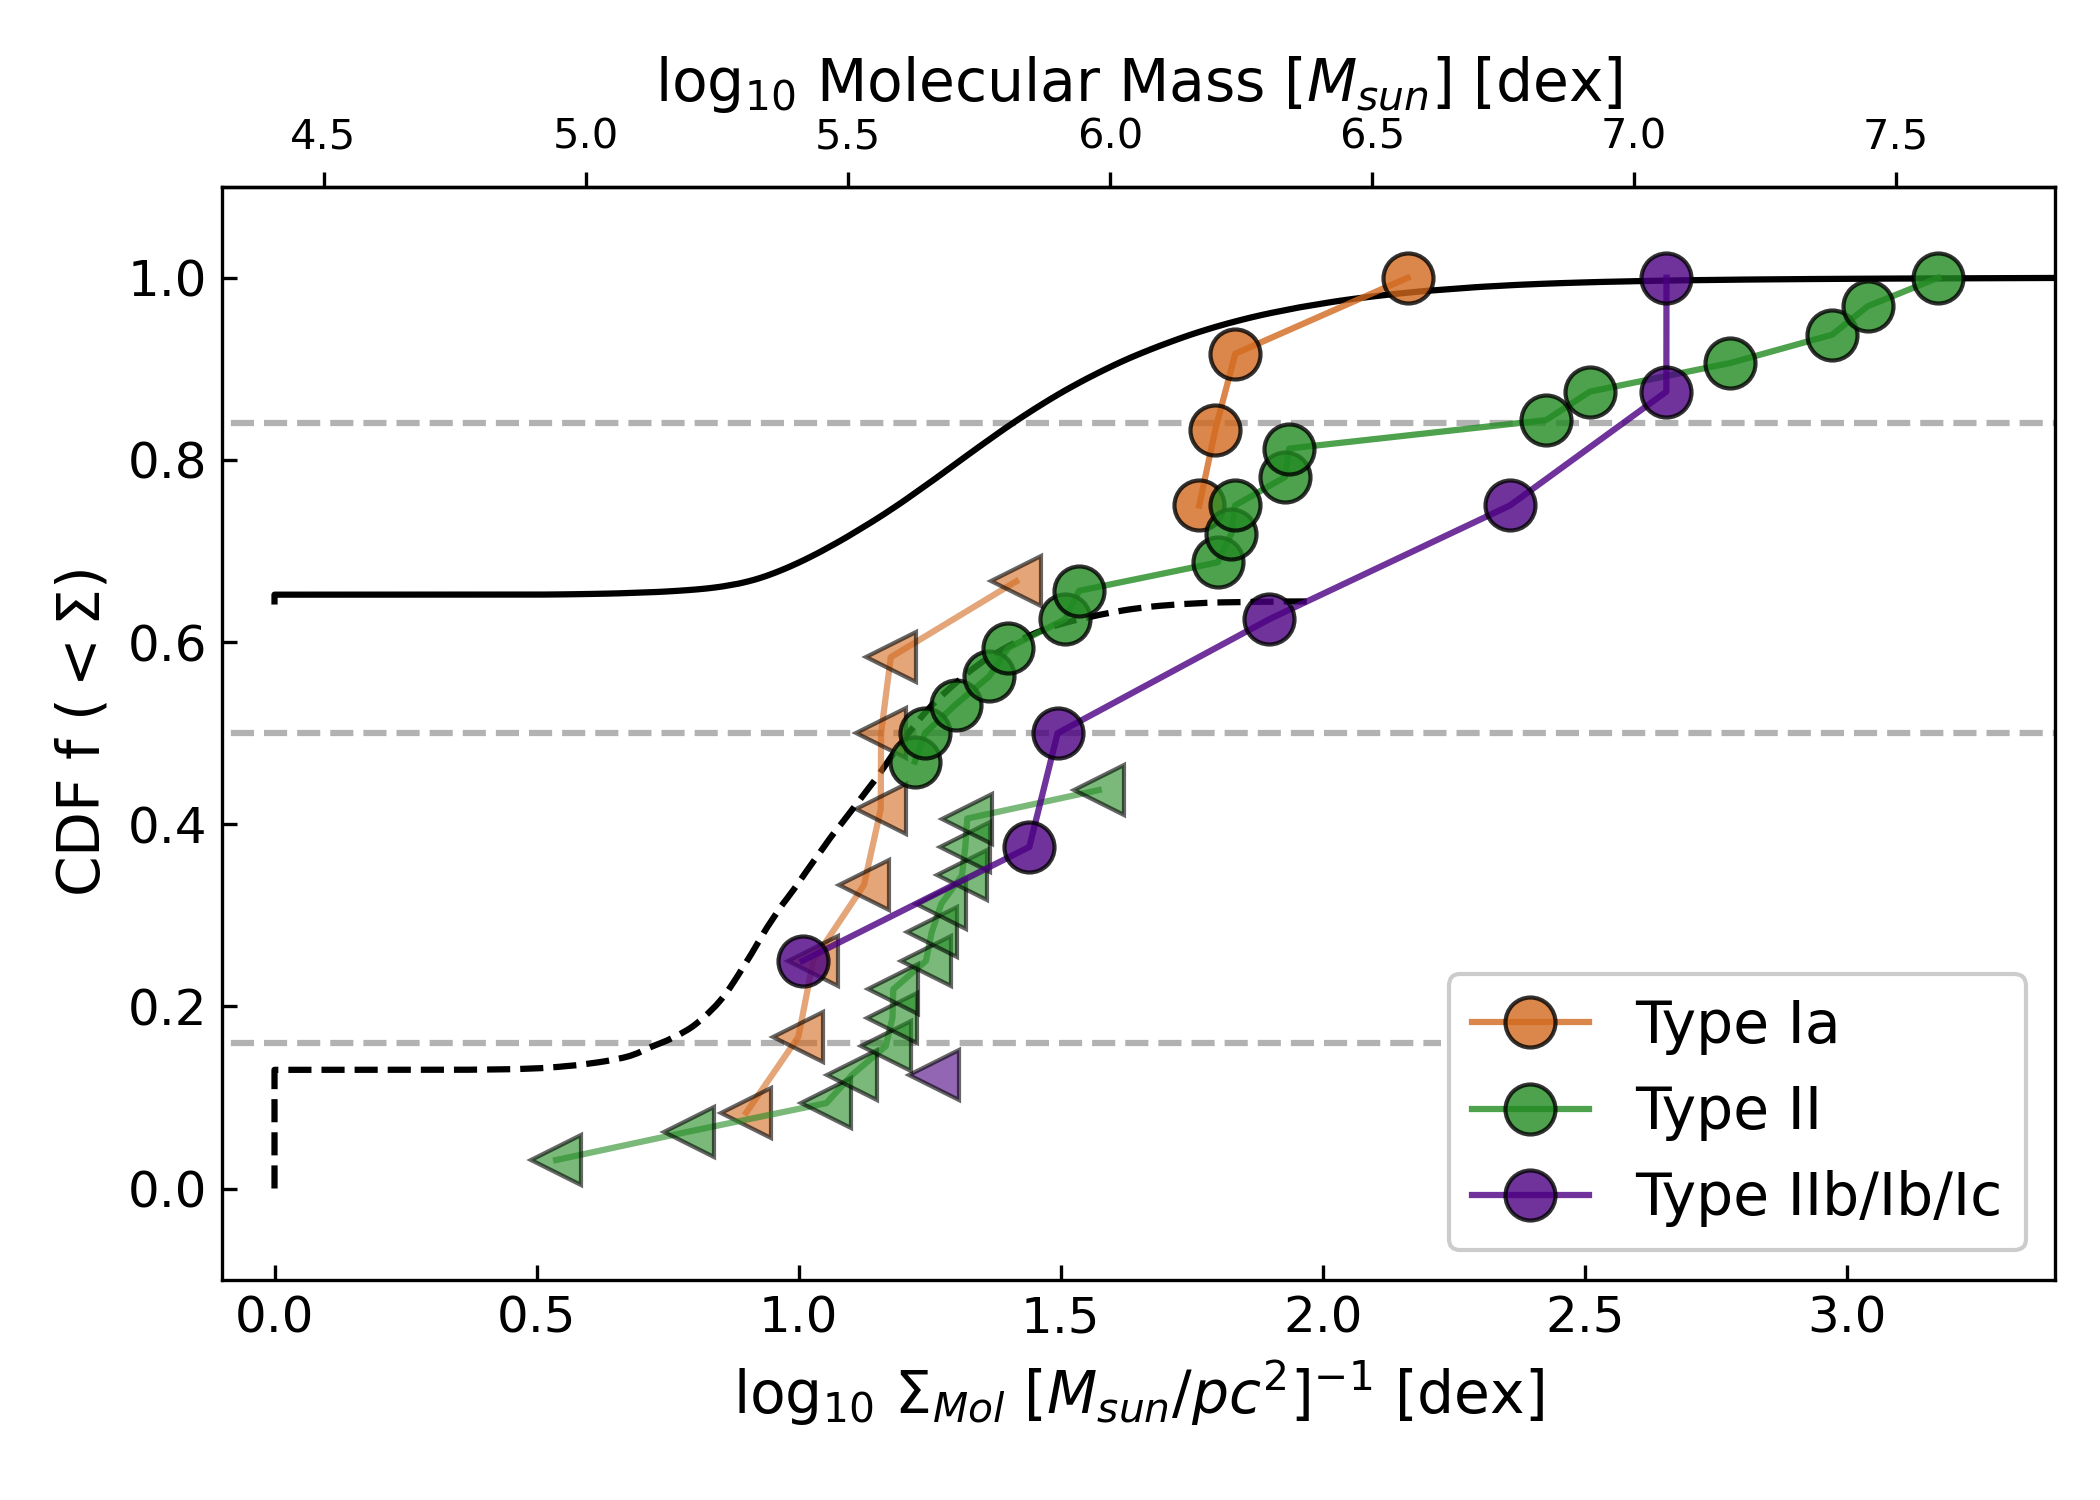 log₁₀ Molecular Mass [M_sun] [dex]
4.5 5.0 5.5 6.0 6.5 7.0 7.5
CDF f ( < Σ)
1.0
0.8
0.6
0.4
0.2
0.0
Type Ia
Type II
Type IIb/Ib/Ic
0.0 0.5 1.0 1.5 2.0 2.5 3.0
log₁₀ Σ_Mol [M_sun/pc²]⁻¹ [dex]